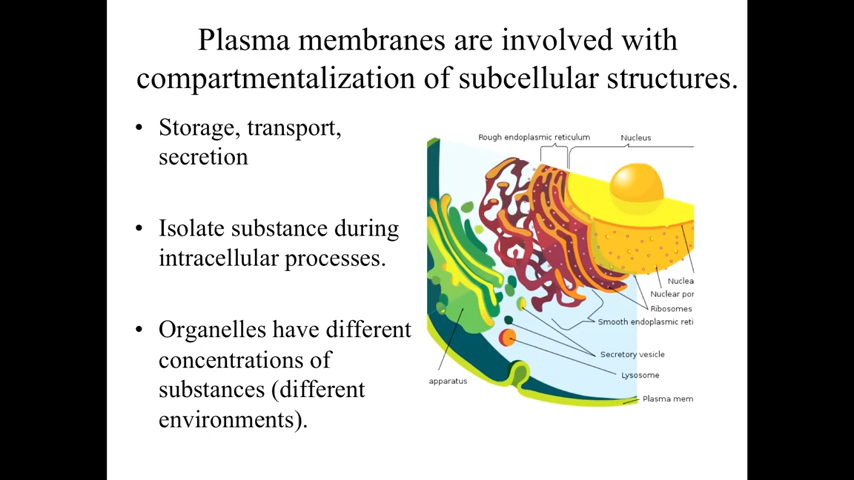 Plasma membranes are involved with
compartmentalization of subcellular structures.
• Storage, transport,
secretion
• Isolate substance during
intracellular processes.
• Organelles have different
concentrations of
substances (different
environments).
Rough endoplasmic reticulum
Nucleus
Nuclea
Nuclear por
Ribosomes
Smooth endoplasmic reti
Secretory vesicle
Lysosome
apparatus
Plasma mem